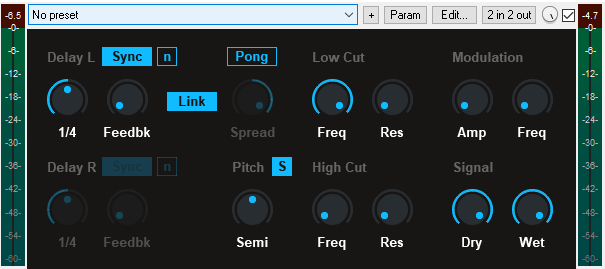 -6.5 No preset + Param Edit... 2 in 2 out -4.7
-0- -0-
-6- -6-
-12- -12-
-18- -18-
-24- -24-
-30- -30-
-36- -36-
-42- -42-
-48- -48-
-54- -54-
-60- -60-
Delay L Sync n Pong Low Cut Modulation
Link
1/4 Feedbk Spread Freq Res Amp Freq
Delay R Sync n Pitch S High Cut Signal
1/4 Feedbk Semi Freq Res Dry Wet